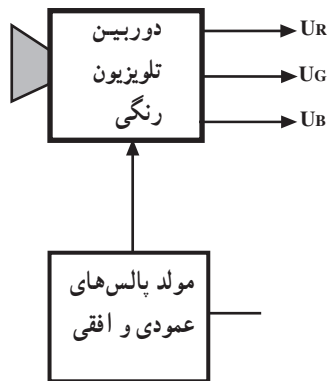 دوربین
تلویزیون
رنگی
UR
UG
UB
مولد پالس‌های
عمودی و افقی